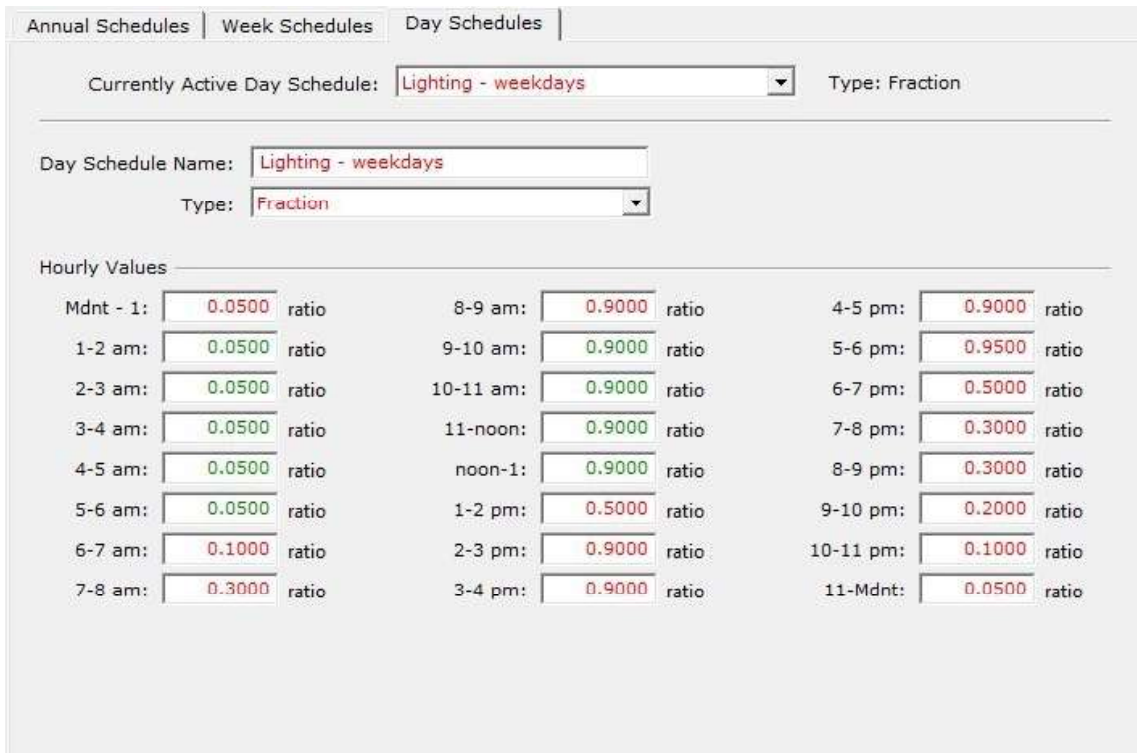 Annual Schedules | Week Schedules | Day Schedules
Currently Active Day Schedule: Lighting - weekdays Type: Fraction
Day Schedule Name: Lighting - weekdays
Type: Fraction
Hourly Values
Mdnt - 1: 0.0500 ratio 8-9 am: 0.9000 ratio 4-5 pm: 0.9000 ratio
1-2 am: 0.0500 ratio 9-10 am: 0.9000 ratio 5-6 pm: 0.9500 ratio
2-3 am: 0.0500 ratio 10-11 am: 0.9000 ratio 6-7 pm: 0.5000 ratio
3-4 am: 0.0500 ratio 11-noon: 0.9000 ratio 7-8 pm: 0.3000 ratio
4-5 am: 0.0500 ratio noon-1: 0.9000 ratio 8-9 pm: 0.3000 ratio
5-6 am: 0.0500 ratio 1-2 pm: 0.5000 ratio 9-10 pm: 0.2000 ratio
6-7 am: 0.1000 ratio 2-3 pm: 0.9000 ratio 10-11 pm: 0.1000 ratio
7-8 am: 0.3000 ratio 3-4 pm: 0.9000 ratio 11-Mdnt: 0.0500 ratio